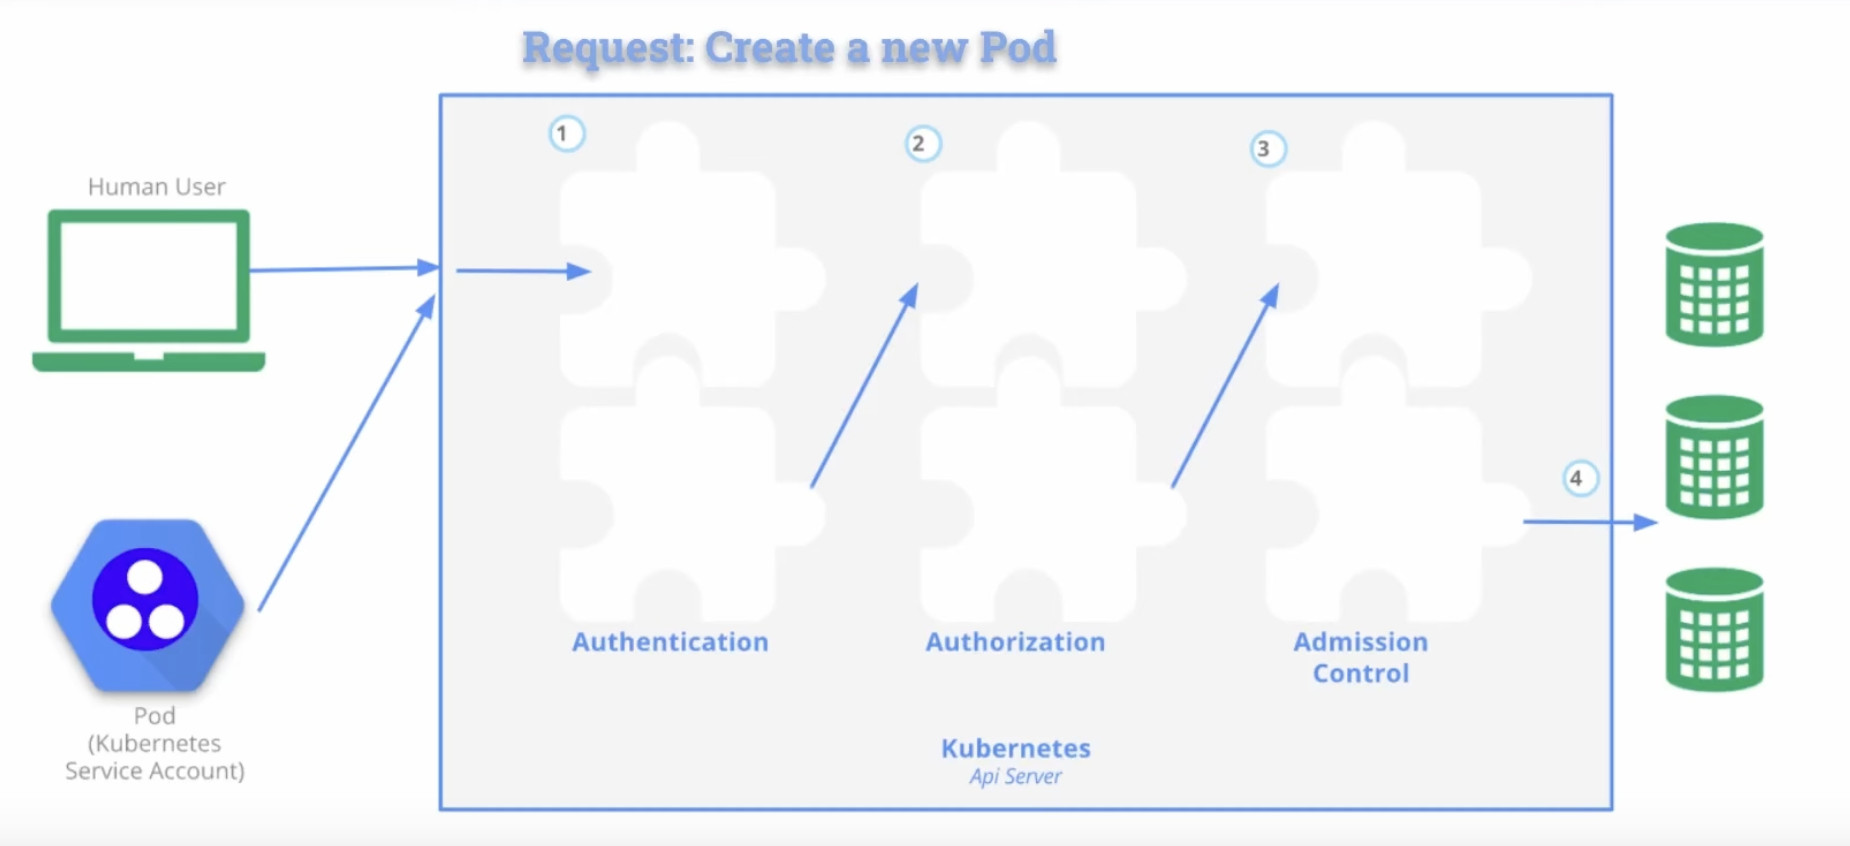 Request: Create a new Pod
1
2
3
Human User
4
Authentication
Authorization
Admission
Control
Pod
(Kubernetes
Service Account)
Kubernetes
Api Server